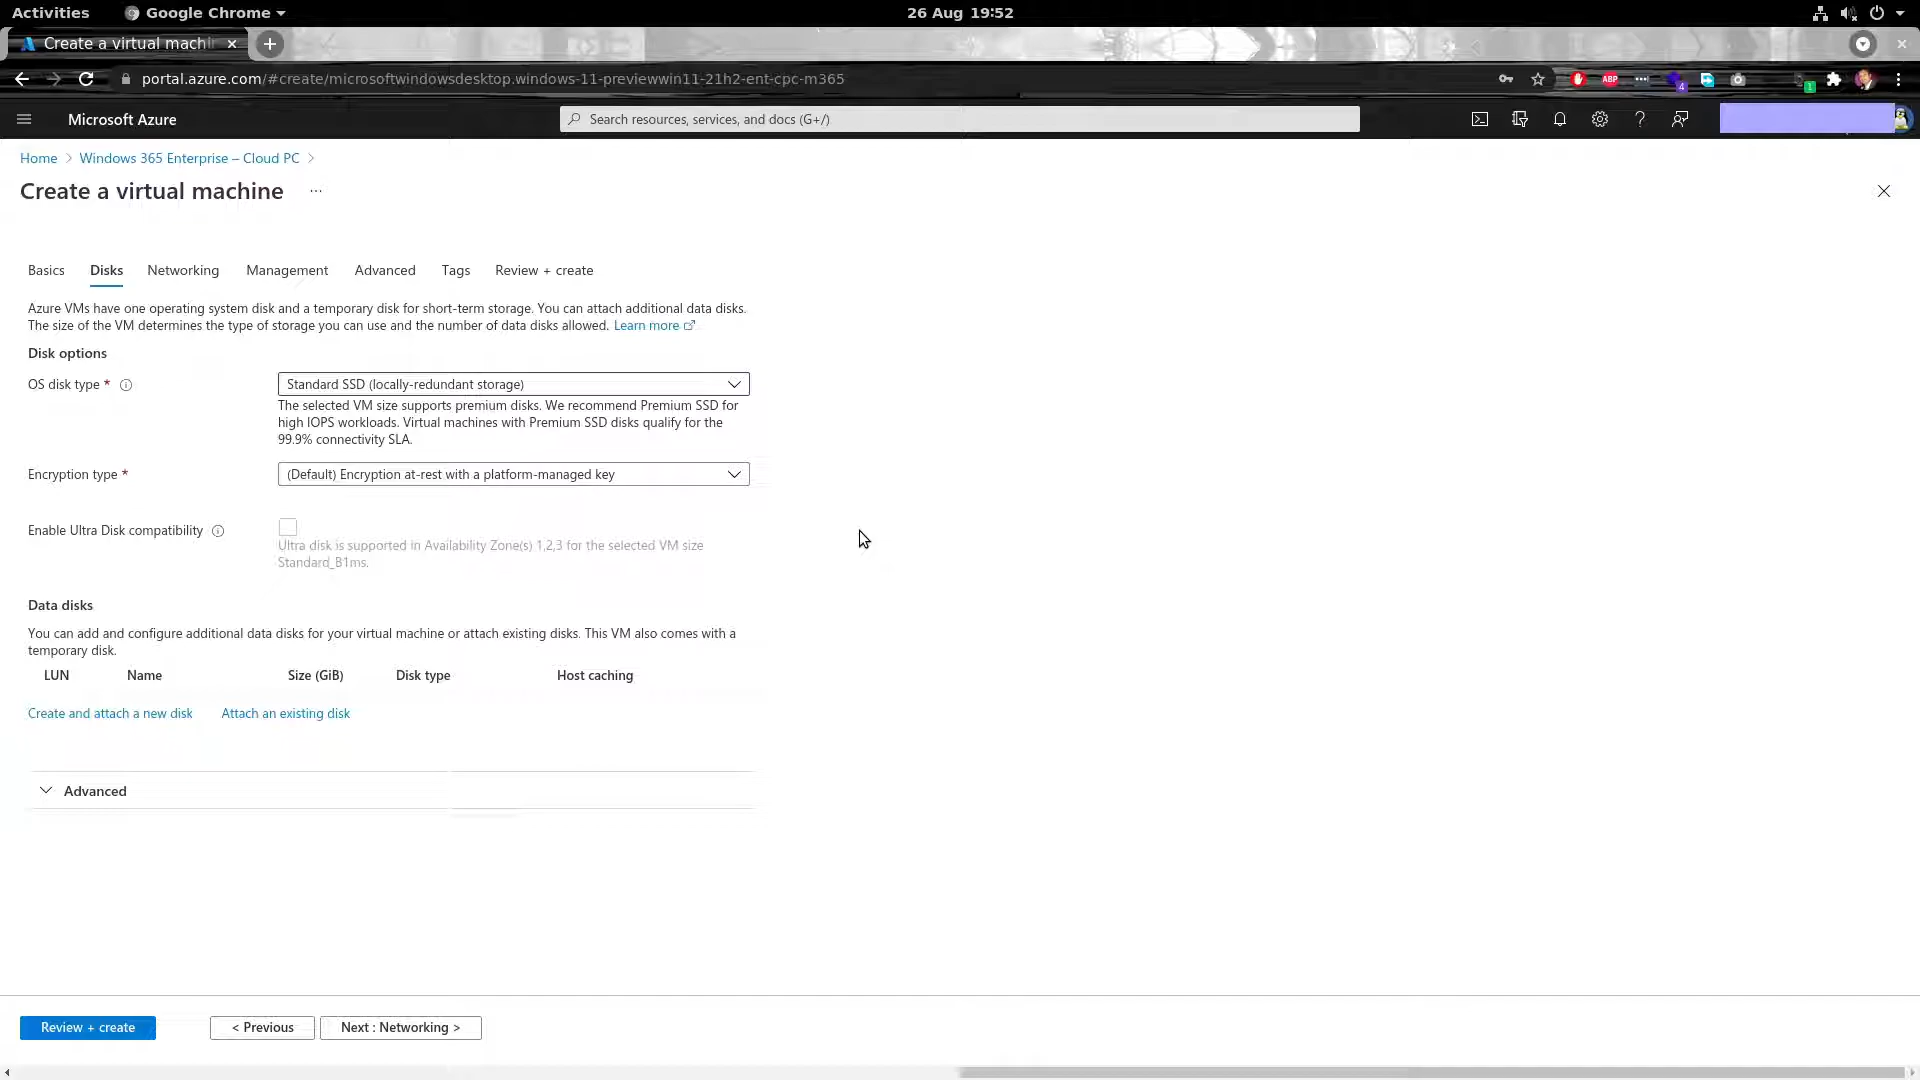 Activities
Google Chrome
26 Aug 19:52
Create a virtual machi
portal.azure.com/#create/microsoftwindowsdesktop.windows-11-previewwin11-21h2-ent-cpc-m365
ABP
4
1
Microsoft Azure
Search resources, services, and docs (G+/)
Home > Windows 365 Enterprise – Cloud PC >
Create a virtual machine ...
Basics
Disks
Networking
Management
Advanced
Tags
Review + create
Azure VMs have one operating system disk and a temporary disk for short-term storage. You can attach additional data disks.
The size of the VM determines the type of storage you can use and the number of data disks allowed. Learn more
Disk options
OS disk type *
Standard SSD (locally-redundant storage)
The selected VM size supports premium disks. We recommend Premium SSD for
high IOPS workloads. Virtual machines with Premium SSD disks qualify for the
99.9% connectivity SLA.
Encryption type *
(Default) Encryption at-rest with a platform-managed key
Enable Ultra Disk compatibility
Ultra disk is supported in Availability Zone(s) 1,2,3 for the selected VM size
Standard_B1ms.
Data disks
You can add and configure additional data disks for your virtual machine or attach existing disks. This VM also comes with a
temporary disk.
LUN
Name
Size (GiB)
Disk type
Host caching
Create and attach a new disk
Attach an existing disk
Advanced
Review + create
< Previous
Next : Networking >